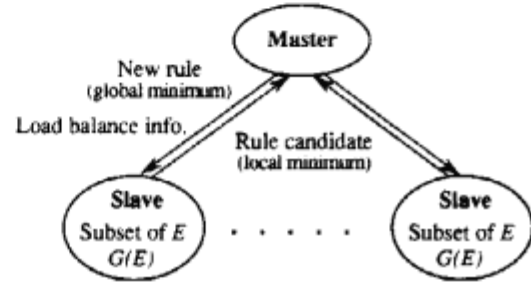 Master
New rule
(global minimum)
Load balance info.
Rule candidate
(local minimum)
Slave
Subset of E
G(E)
. . . . .
Slave
Subset of E
G(E)